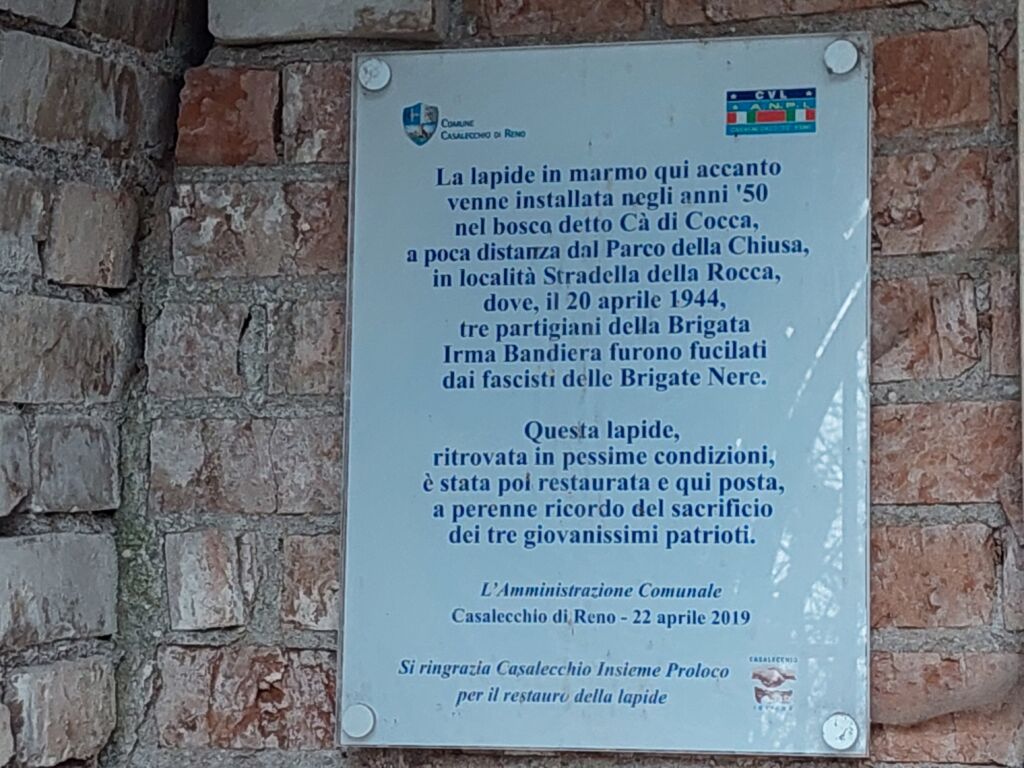 COMUNE
CASALECCHIO DI RENO
C V L
A.N.P.I.
La lapide in marmo qui accanto
venne installata negli anni '50
nel bosco detto Cà di Cocca,
a poca distanza dal Parco della Chiusa,
in località Stradella della Rocca,
dove, il 20 aprile 1944,
tre partigiani della Brigata
Irma Bandiera furono fucilati
dai fascisti delle Brigate Nere.
Questa lapide,
ritrovata in pessime condizioni,
è stata poi restaurata e qui posta,
a perenne ricordo del sacrificio
dei tre giovanissimi patrioti.
L'Amministrazione Comunale
Casalecchio di Reno - 22 aprile 2019
Si ringrazia Casalecchio Insieme Proloco
per il restauro della lapide
CASALECCHIO